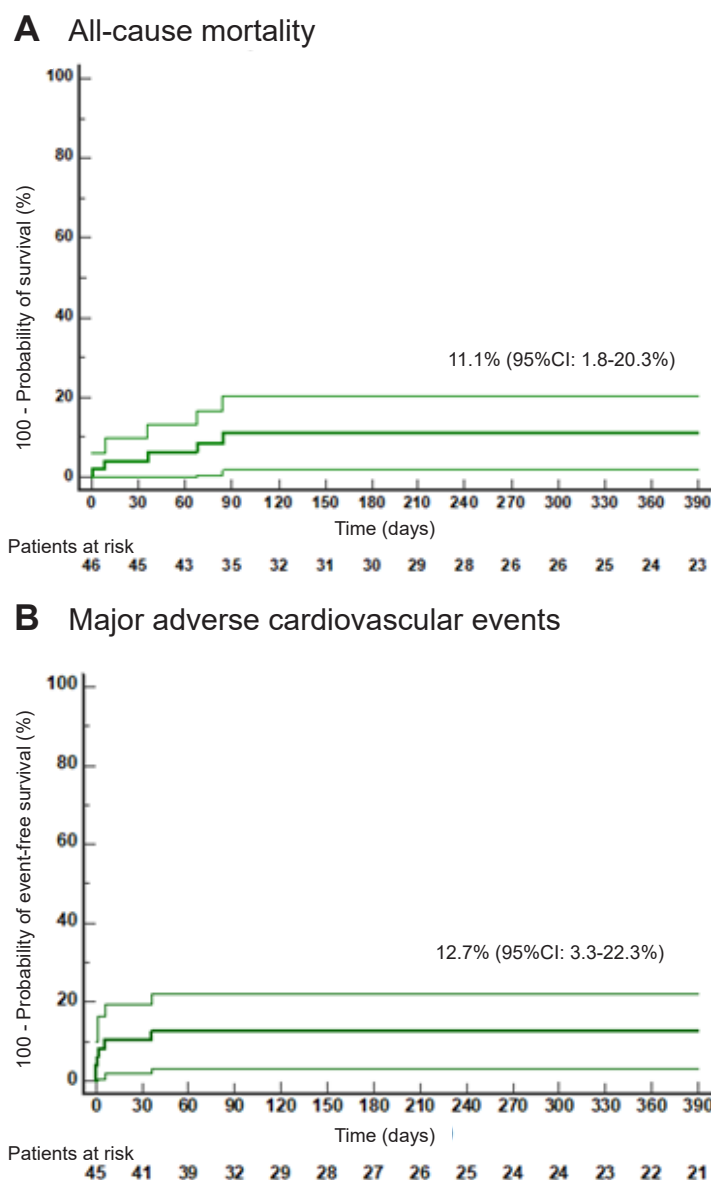 A All-cause mortality
100 - Probability of survival (%)
100
80
60
40
20
0
11.1% (95%CI: 1.8-20.3%)
0 30 60 90 120 150 180 210 240 270 300 330 360 390
Time (days)
Patients at risk
46 45 43 35 32 31 30 29 28 26 26 25 24 23
B Major adverse cardiovascular events
100 - Probability of event-free survival (%)
100
80
60
40
20
0
12.7% (95%CI: 3.3-22.3%)
0 30 60 90 120 150 180 210 240 270 300 330 360 390
Time (days)
Patients at risk
45 41 39 32 29 28 27 26 25 24 24 23 22 21